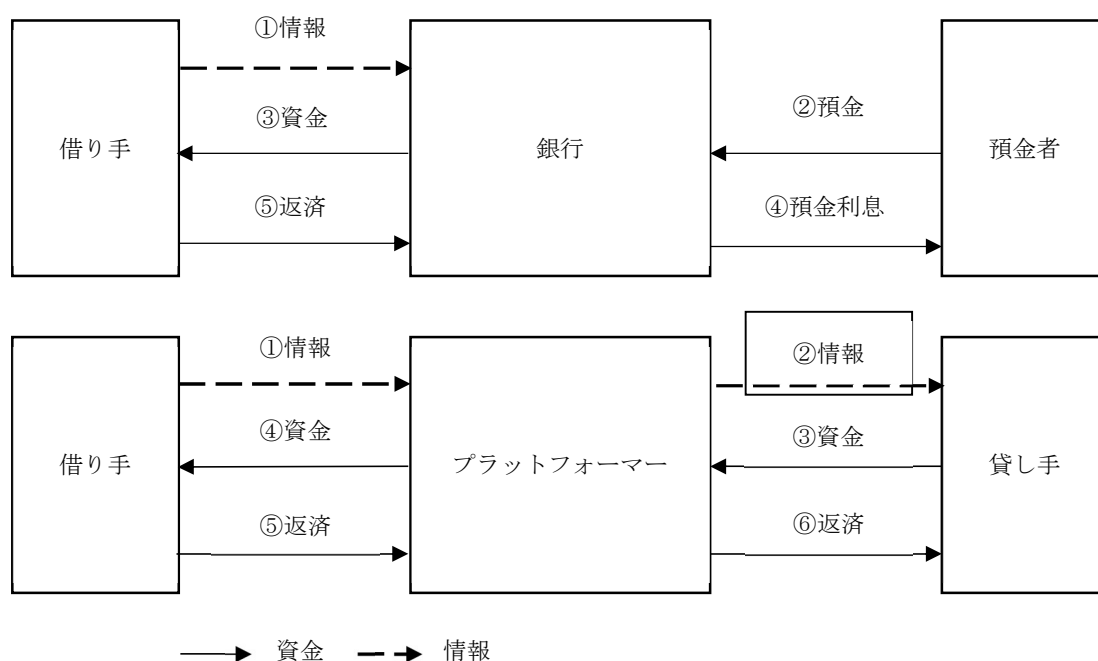 ①情報
③資金
②預金
借り手
銀行
預金者
⑤返済
④預金利息
①情報
②情報
④資金
③資金
借り手
プラットフォーマー
貸し手
⑤返済
⑥返済
資金
情報